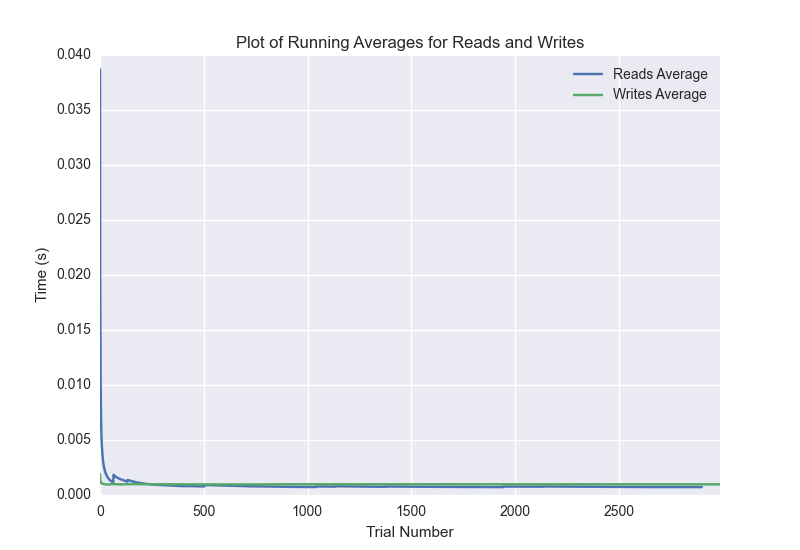 Plot of Running Averages for Reads and Writes
0.040
0.035
0.030
0.025
0.020
0.015
0.010
0.005
0.000
Time (s)
Reads Average
Writes Average
0 500 1000 1500 2000 2500
Trial Number